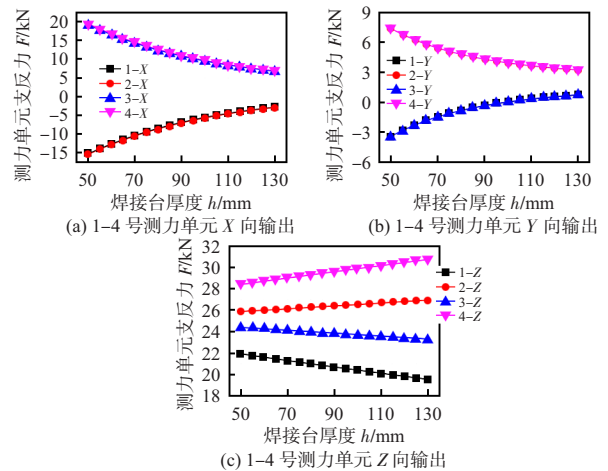 测力单元支反力 F/kN
20
15
10
5
0
−5
−10
−15
1–X
2–X
3–X
4–X
50 70 90 110 130
焊接台厚度 h/mm
(a) 1–4 号测力单元 X 向输出
测力单元支反力 F/kN
9
6
3
0
−3
−6
1–Y
2–Y
3–Y
4–Y
50 70 90 110 130
焊接台厚度 h/mm
(b) 1–4 号测力单元 Y 向输出
测力单元支反力 F/kN
32
30
28
26
24
22
20
18
1–Z
2–Z
3–Z
4–Z
50 70 90 110 130
焊接台厚度 h/mm
(c) 1–4 号测力单元 Z 向输出